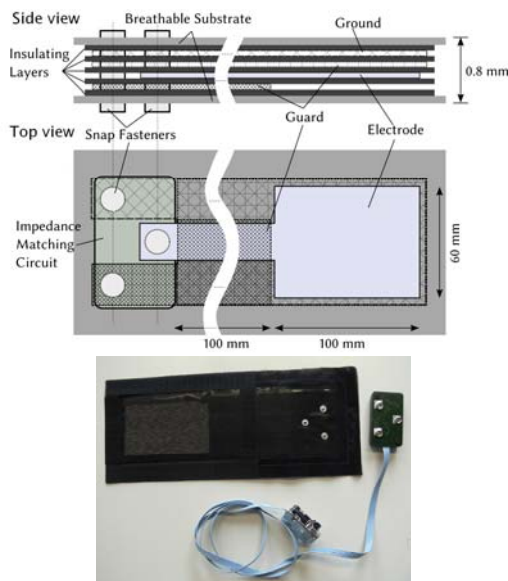 Side view
Breathable Substrate
Ground
Insulating
Layers
0.8 mm
Top view
Snap Fasteners
Guard
Electrode
Impedance
Matching
Circuit
60 mm
100 mm
100 mm